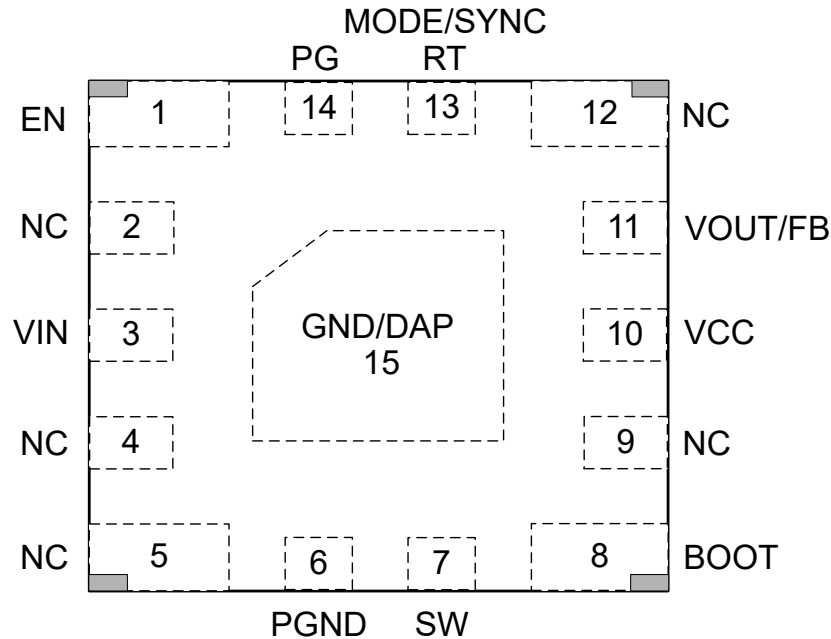 MODE/SYNC
PG RT
EN 1 14 13 12 NC
NC 2 11 VOUT/FB
GND/DAP
VIN 3 10 VCC
15
NC 4 9 NC
NC 5 6 7 8 BOOT
PGND SW